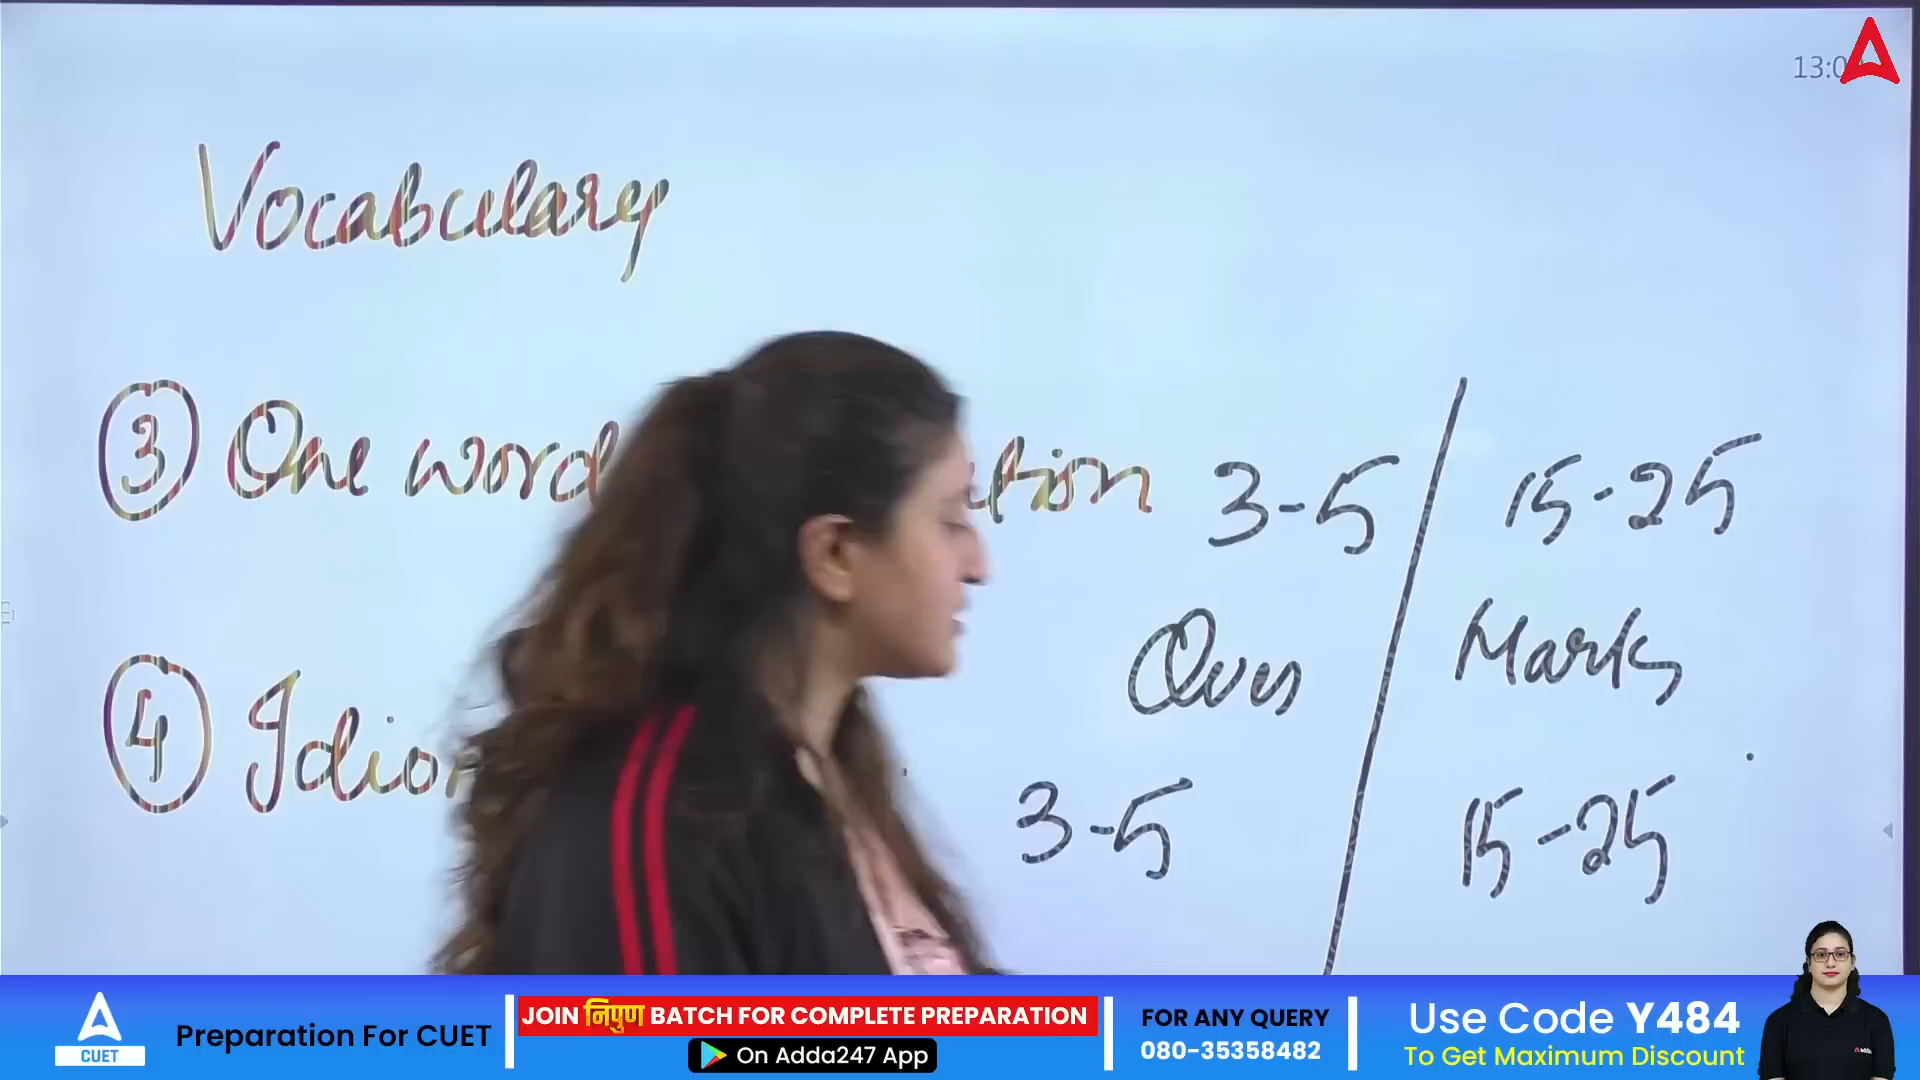 13:0
Vocabulary
3 One word tion 3-5 15-25
Ques Marks
4 Idiom 3-5 15-25
CUET
Preparation For CUET
JOIN निपुण BATCH FOR COMPLETE PREPARATION
On Adda247 App
FOR ANY QUERY
080-35358482
Use Code Y484
To Get Maximum Discount